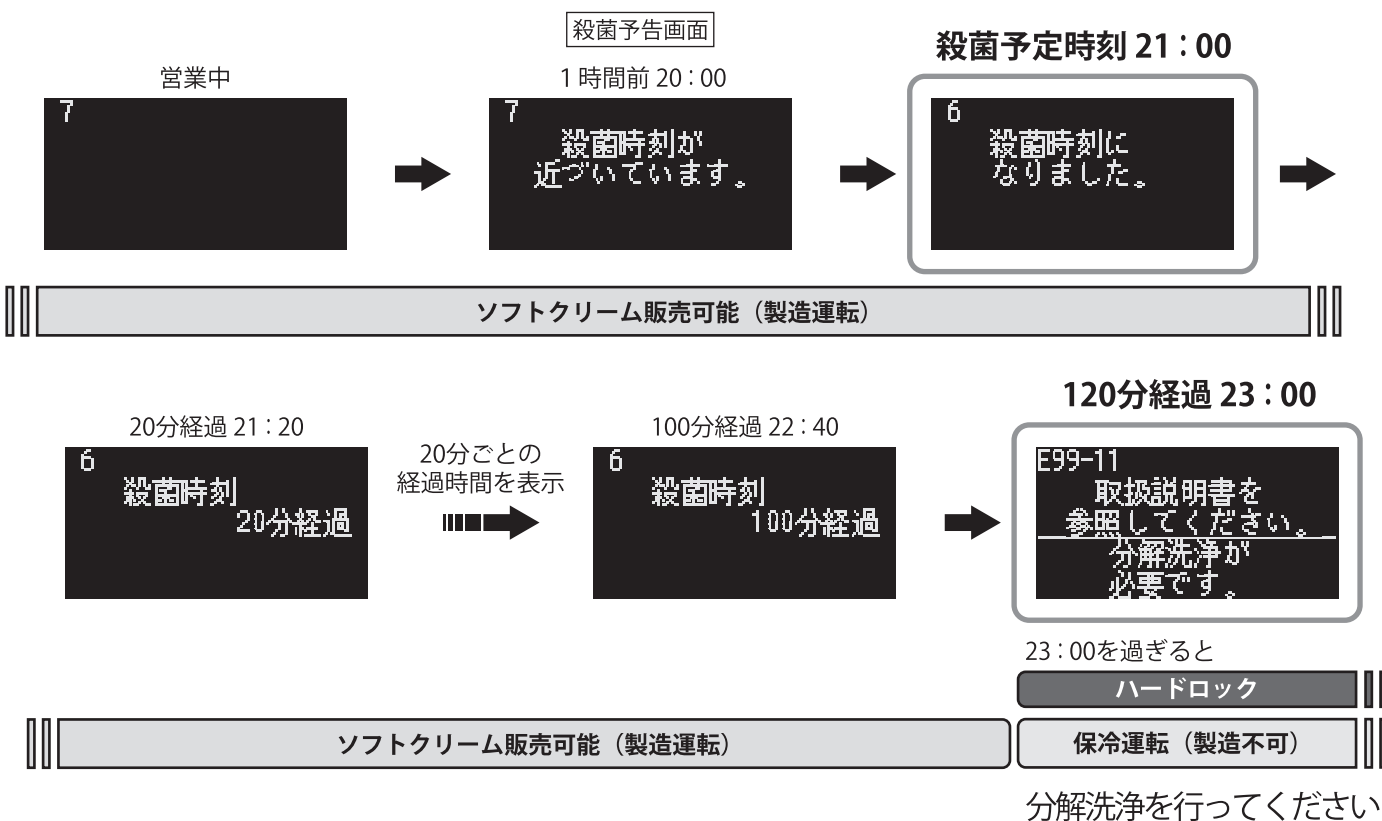 殺菌予告画面
営業中
7
1時間前 20：00
7
殺菌時刻が
近づいています。
殺菌予定時刻 21：00
6
殺菌時刻に
なりました。
ソフトクリーム販売可能（製造運転）
20分経過 21：20
6
殺菌時刻
20分経過
20分ごとの
経過時間を表示
100分経過 22：40
6
殺菌時刻
100分経過
120分経過 23：00
E99-11
取扱説明書を
参照してください。
分解洗浄が
必要です。
23：00を過ぎると
ハードロック
ソフトクリーム販売可能（製造運転）
保冷運転（製造不可）
分解洗浄を行ってください